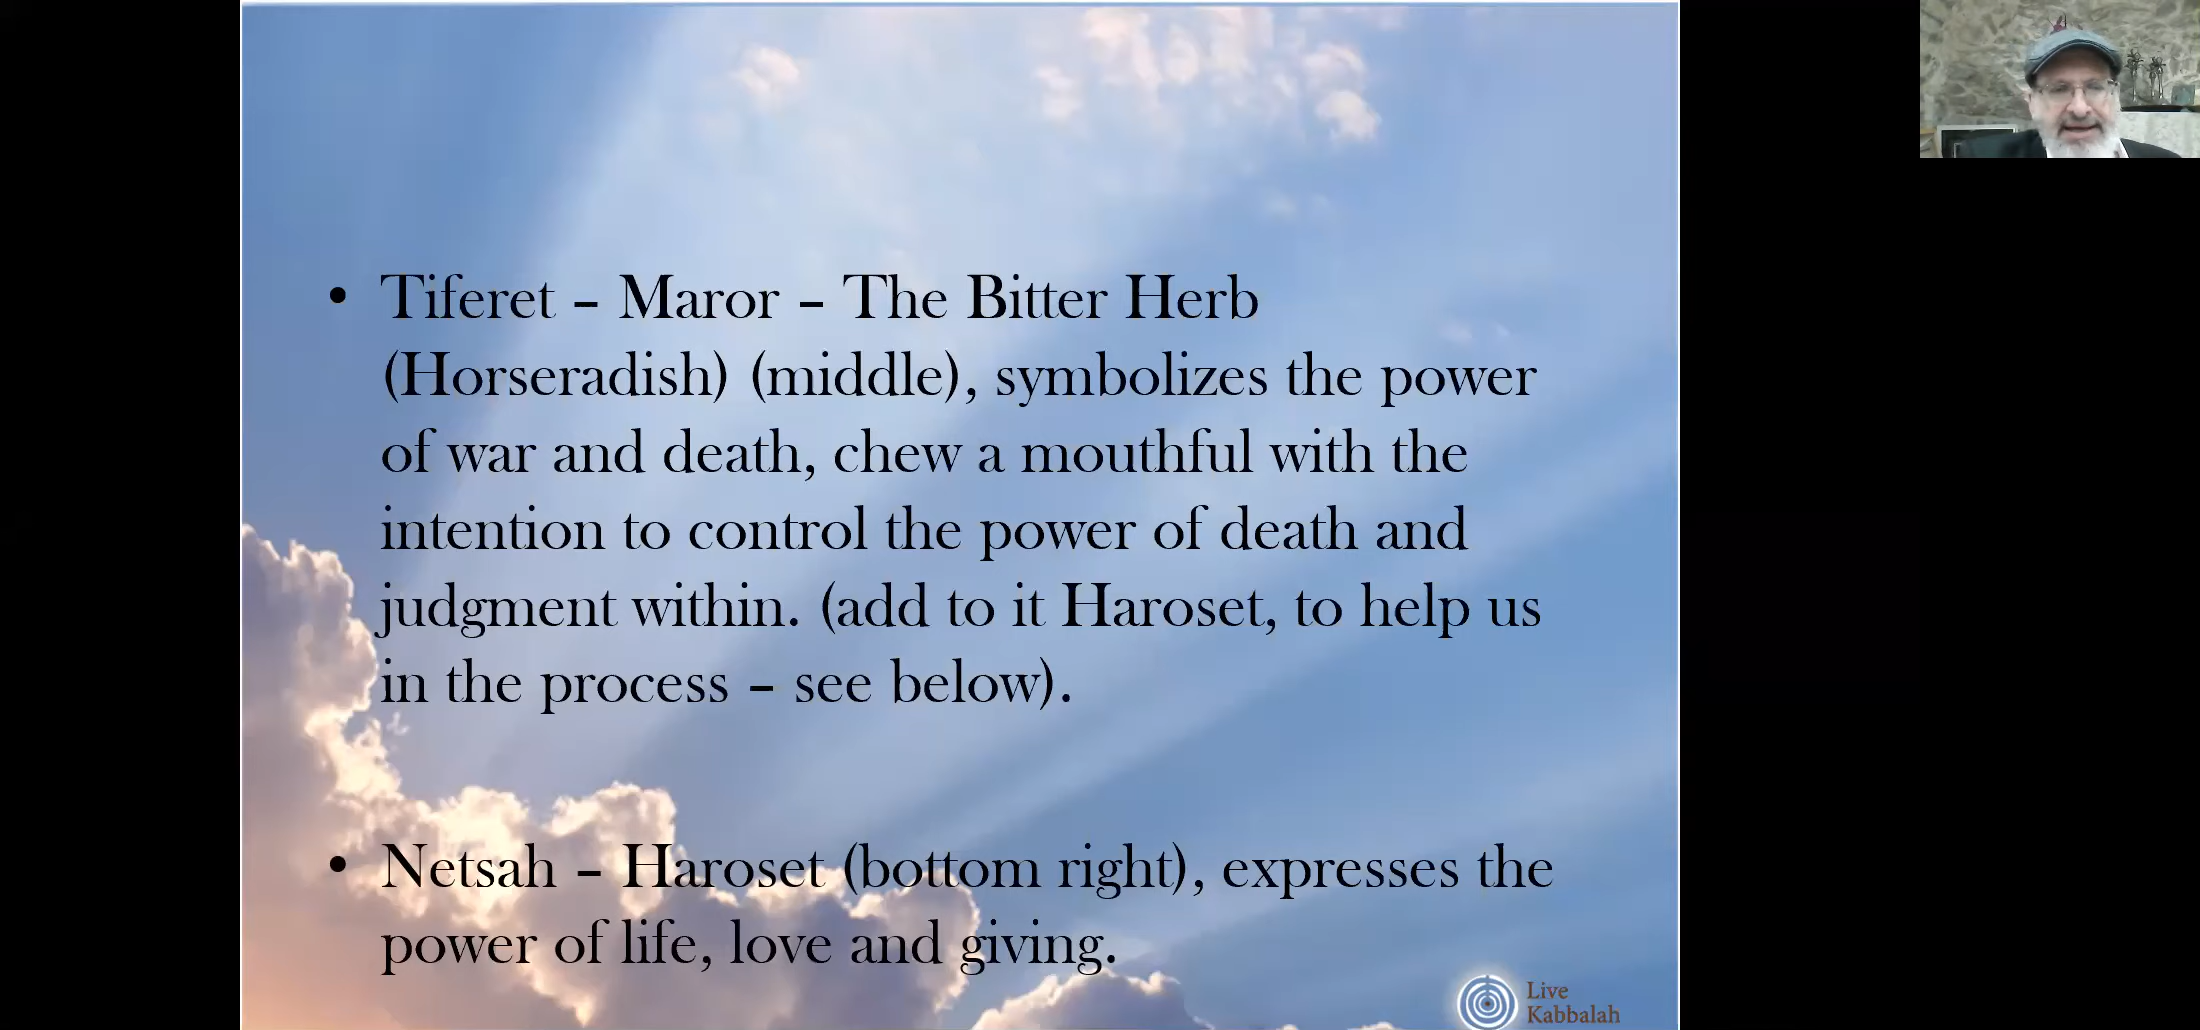 • Tiferet – Maror – The Bitter Herb
(Horseradish) (middle), symbolizes the power
of war and death, chew a mouthful with the
intention to control the power of death and
judgment within. (add to it Haroset, to help us
in the process – see below).
• Netsah – Haroset (bottom right), expresses the
power of life, love and giving.
Live
Kabbalah